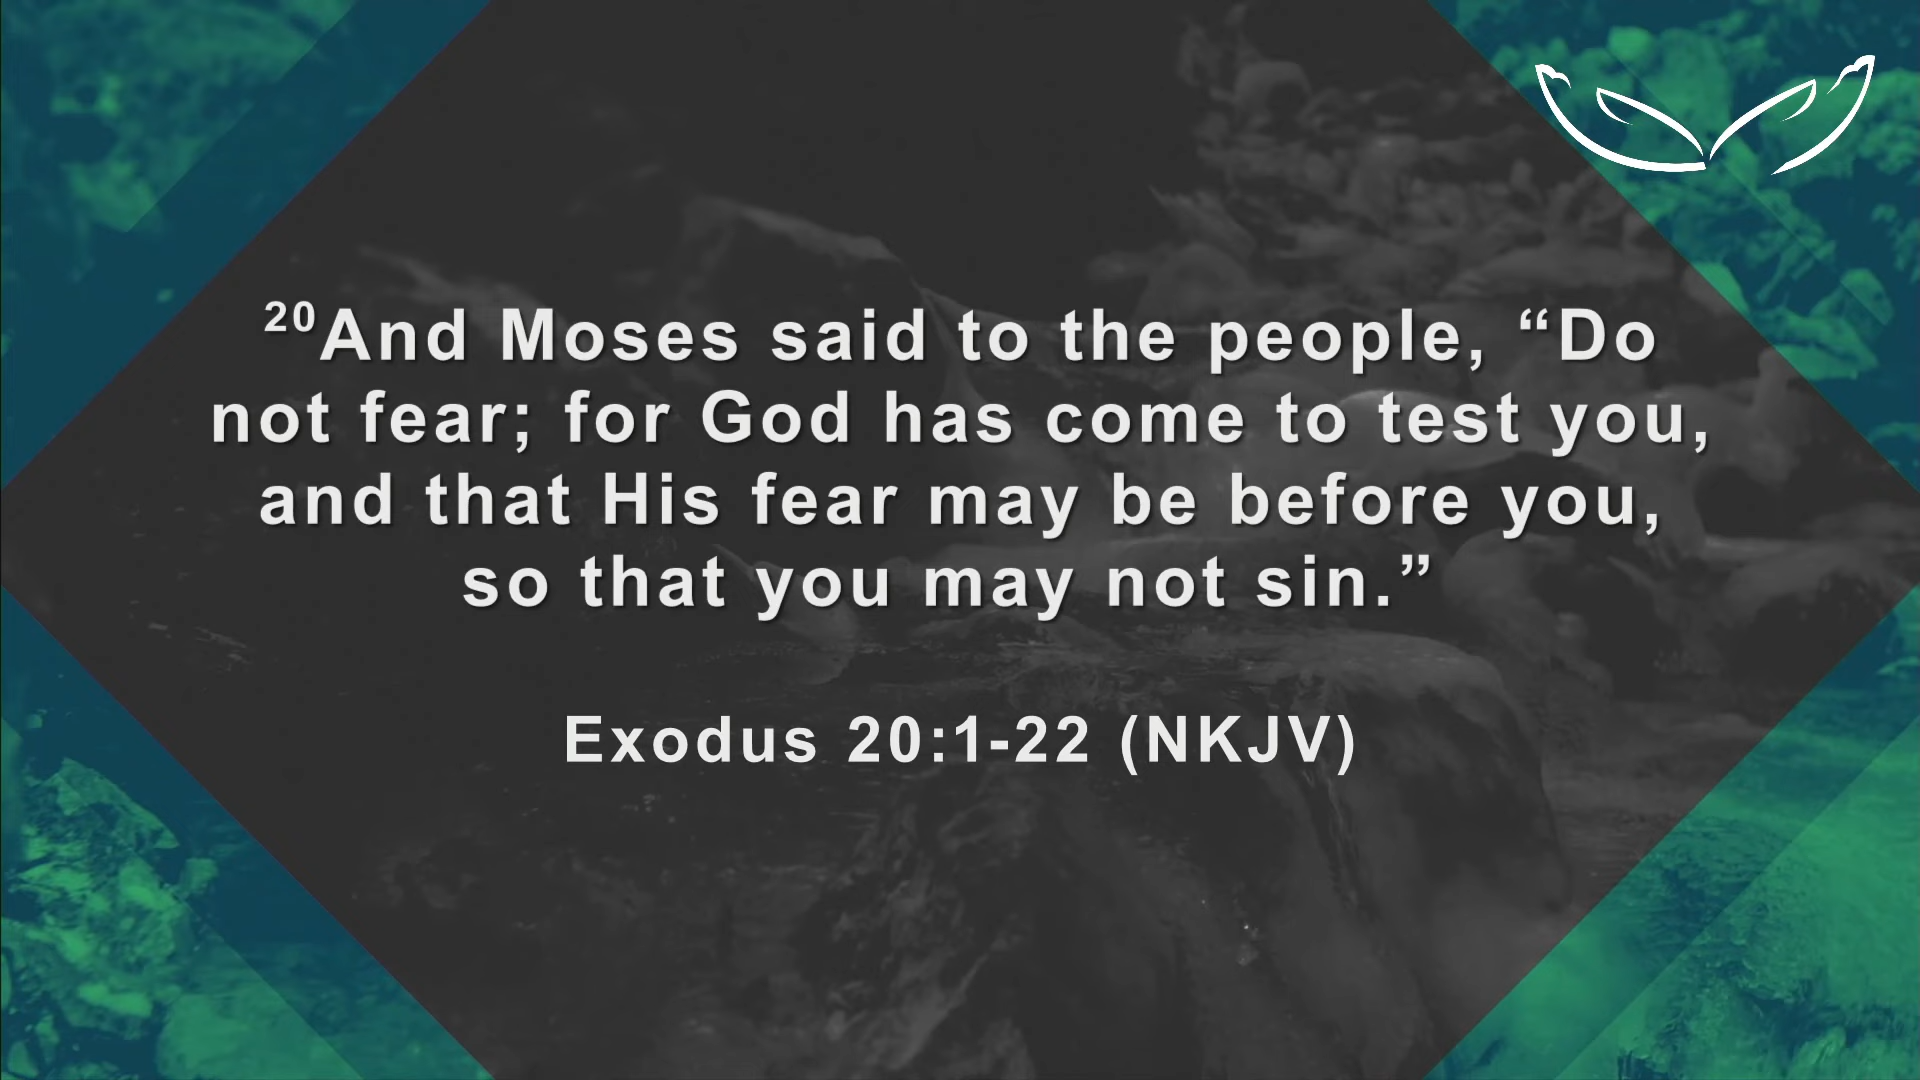 ²⁰And Moses said to the people, “Do
not fear; for God has come to test you,
and that His fear may be before you,
so that you may not sin.”
Exodus 20:1-22 (NKJV)